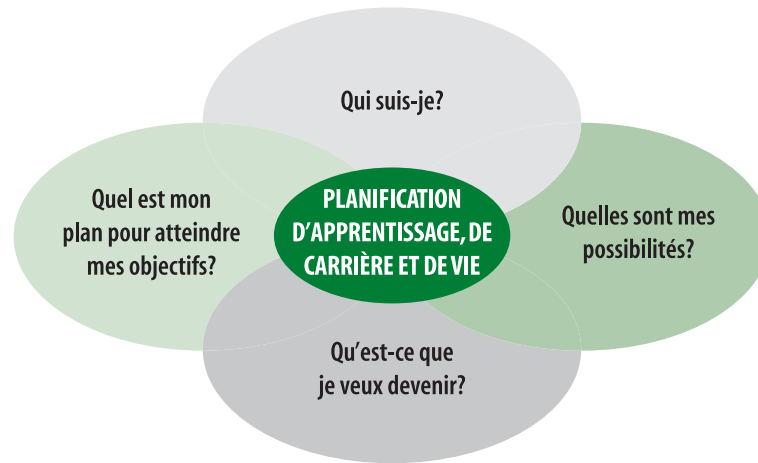 Qui suis-je?
Quel est mon
plan pour atteindre
mes objectifs?
PLANIFICATION
D'APPRENTISSAGE, DE
CARRIÈRE ET DE VIE
Quelles sont mes
possibilités?
Qu'est-ce que
je veux devenir?